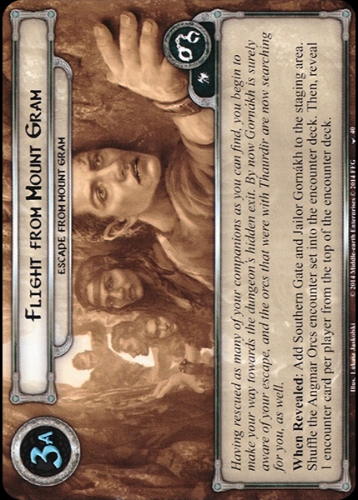 3A
FLIGHT FROM MOUNT GRAM
ESCAPE FROM MOUNT GRAM
Having rescued as many of your companions as you can find, you begin to
make your way towards the dungeon's hidden exit. By now Gornákh is surely
aware of your escape, and the orcs that were with Thaurdir are now searching
for you, as well.
When Revealed: Add Southern Gate and Jailor Gornákh to the staging area.
Shuffle the Angmar Orcs encounter set into the encounter deck. Then, reveal
1 encounter card per player from the top of the encounter deck.
Illus. Lukasz Jaskolski © 2014 Middle-earth Enterprises © 2014 FFG 40